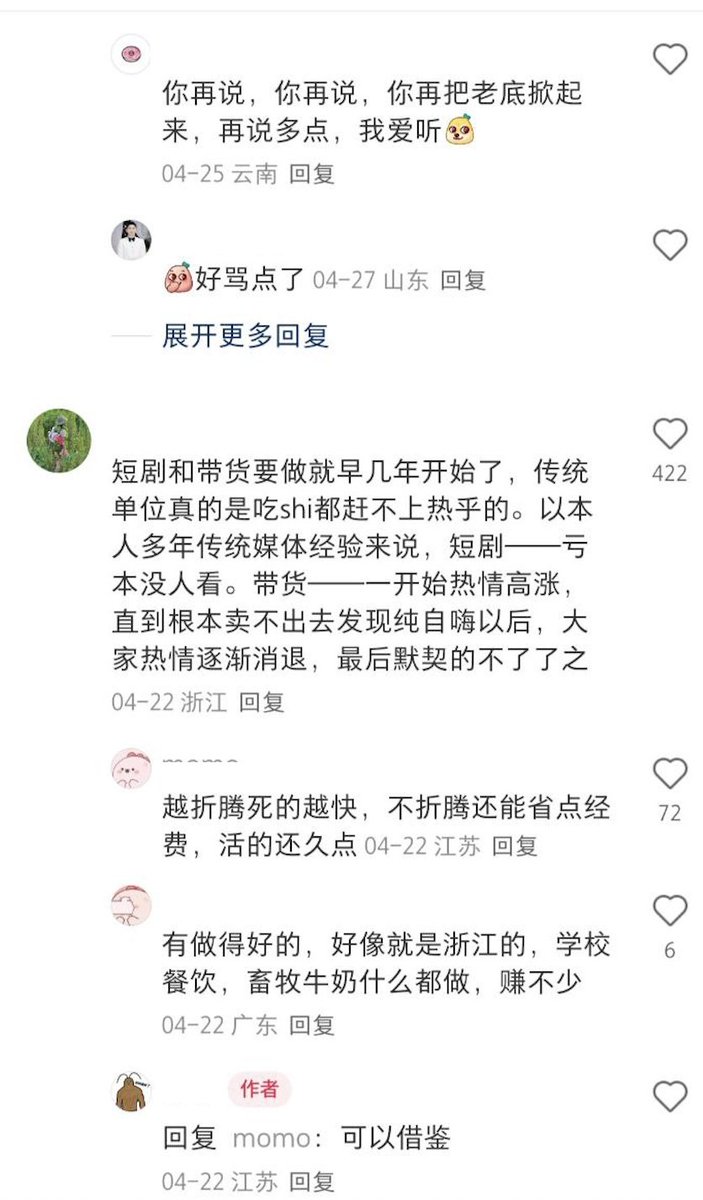 你再说，你再说，你再把老底掀起
来，再说多点，我爱听
04-25 云南 回复
好骂点了 04-27 山东 回复
展开更多回复
422
短剧和带货要做就早几年开始了，传统
单位真的是吃shi都赶不上热乎的。以本
人多年传统媒体经验来说，短剧——亏
本没人看。带货——一开始热情高涨，
直到根本卖不出去发现纯自嗨以后，大
家热情逐渐消退，最后默契的不了了之
04-22 浙江 回复
越折腾死的越快，不折腾还能省点经
费，活的还久点 04-22 江苏 回复
72
有做得好的，好像就是浙江的，学校
餐饮，畜牧牛奶什么都做，赚不少
6
04-22 广东 回复
作者
回复 momo：可以借鉴
04-22 江苏 回复